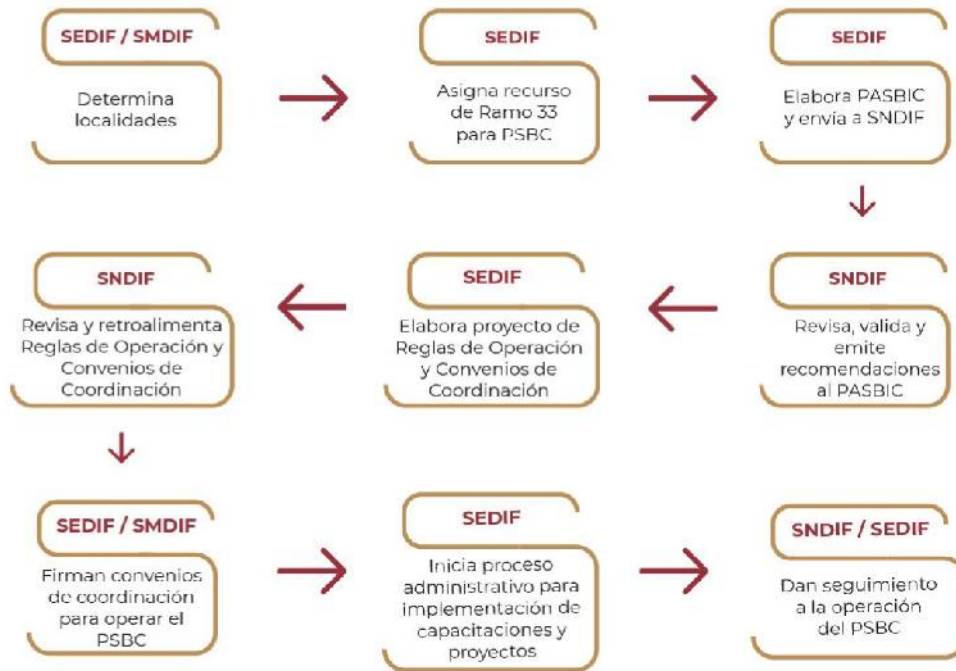 SEDIF / SMDIF
Determina
localidades
SEDIF
Asigna recurso
de Ramo 33
para PSBC
SEDIF
Elabora PASBIC
y envía a SNDIF
SNDIF
Revisa, valida y
emite
recomendaciones
al PASBIC
SEDIF
Elabora proyecto de
Reglas de Operación
y Convenios de
Coordinación
SNDIF
Revisa y retroalimenta
Reglas de Operación y
Convenios de
Coordinación
SEDIF / SMDIF
Firman convenios
de coordinación
para operar el
PSBC
SEDIF
Inicia proceso
administrativo para
implementación de
capacitaciones y
proyectos
SNDIF / SEDIF
Dan seguimiento
a la operación
del PSBC